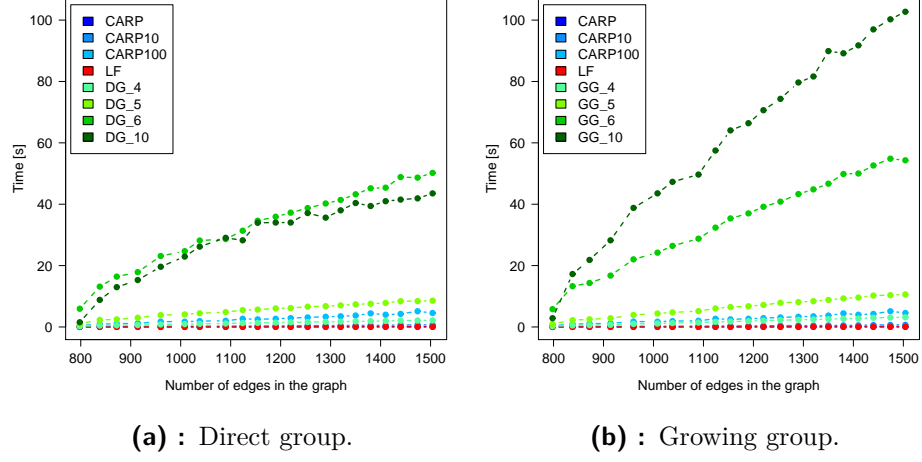 CARP
CARP10
CARP100
LF
DG_4
DG_5
DG_6
DG_10
Time [s]
100
80
60
40
20
0
800 900 1000 1100 1200 1300 1400 1500
Number of edges in the graph
(a) : Direct group.
CARP
CARP10
CARP100
LF
GG_4
GG_5
GG_6
GG_10
Time [s]
100
80
60
40
20
0
800 900 1000 1100 1200 1300 1400 1500
Number of edges in the graph
(b) : Growing group.